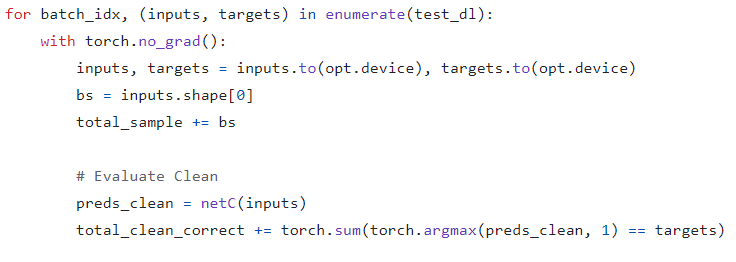 for batch_idx, (inputs, targets) in enumerate(test_dl):
    with torch.no_grad():
        inputs, targets = inputs.to(opt.device), targets.to(opt.device)
        bs = inputs.shape[0]
        total_sample += bs

        # Evaluate Clean
        preds_clean = netC(inputs)
        total_clean_correct += torch.sum(torch.argmax(preds_clean, 1) == targets)